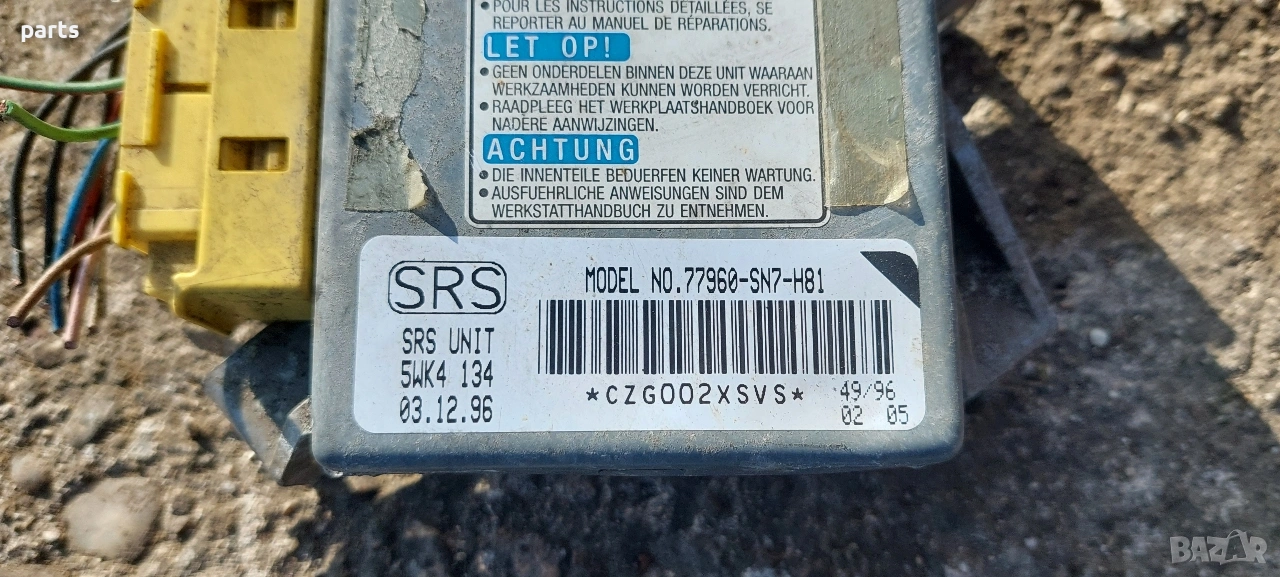 parts
• POUR LES INSTRUCTIONS DÉTAILLÉES, SE
REPORTER AU MANUEL DE RÉPARATIONS.
LET OP!
• GEEN ONDERDELEN BINNEN DEZE UNIT WAARAAN
WERKZAAMHEDEN KUNNEN WORDEN VERRICHT.
• RAADPLEEG HET WERKPLAATSHANDBOEK VOOR
NADERE AANWIJZINGEN.
ACHTUNG
• DIE INNENTEILE BEDUERFEN KEINER WARTUNG.
• AUSFUEHRLICHE ANWEISUNGEN SIND DEM
WERKSTATTHANDBUCH ZU ENTNEHMEN.
SRS
MODEL NO.77960-SN7-H81
SRS UNIT
5WK4 134
03.12.96
*CZG002XSVS*
49/96
02 05
BAZAR